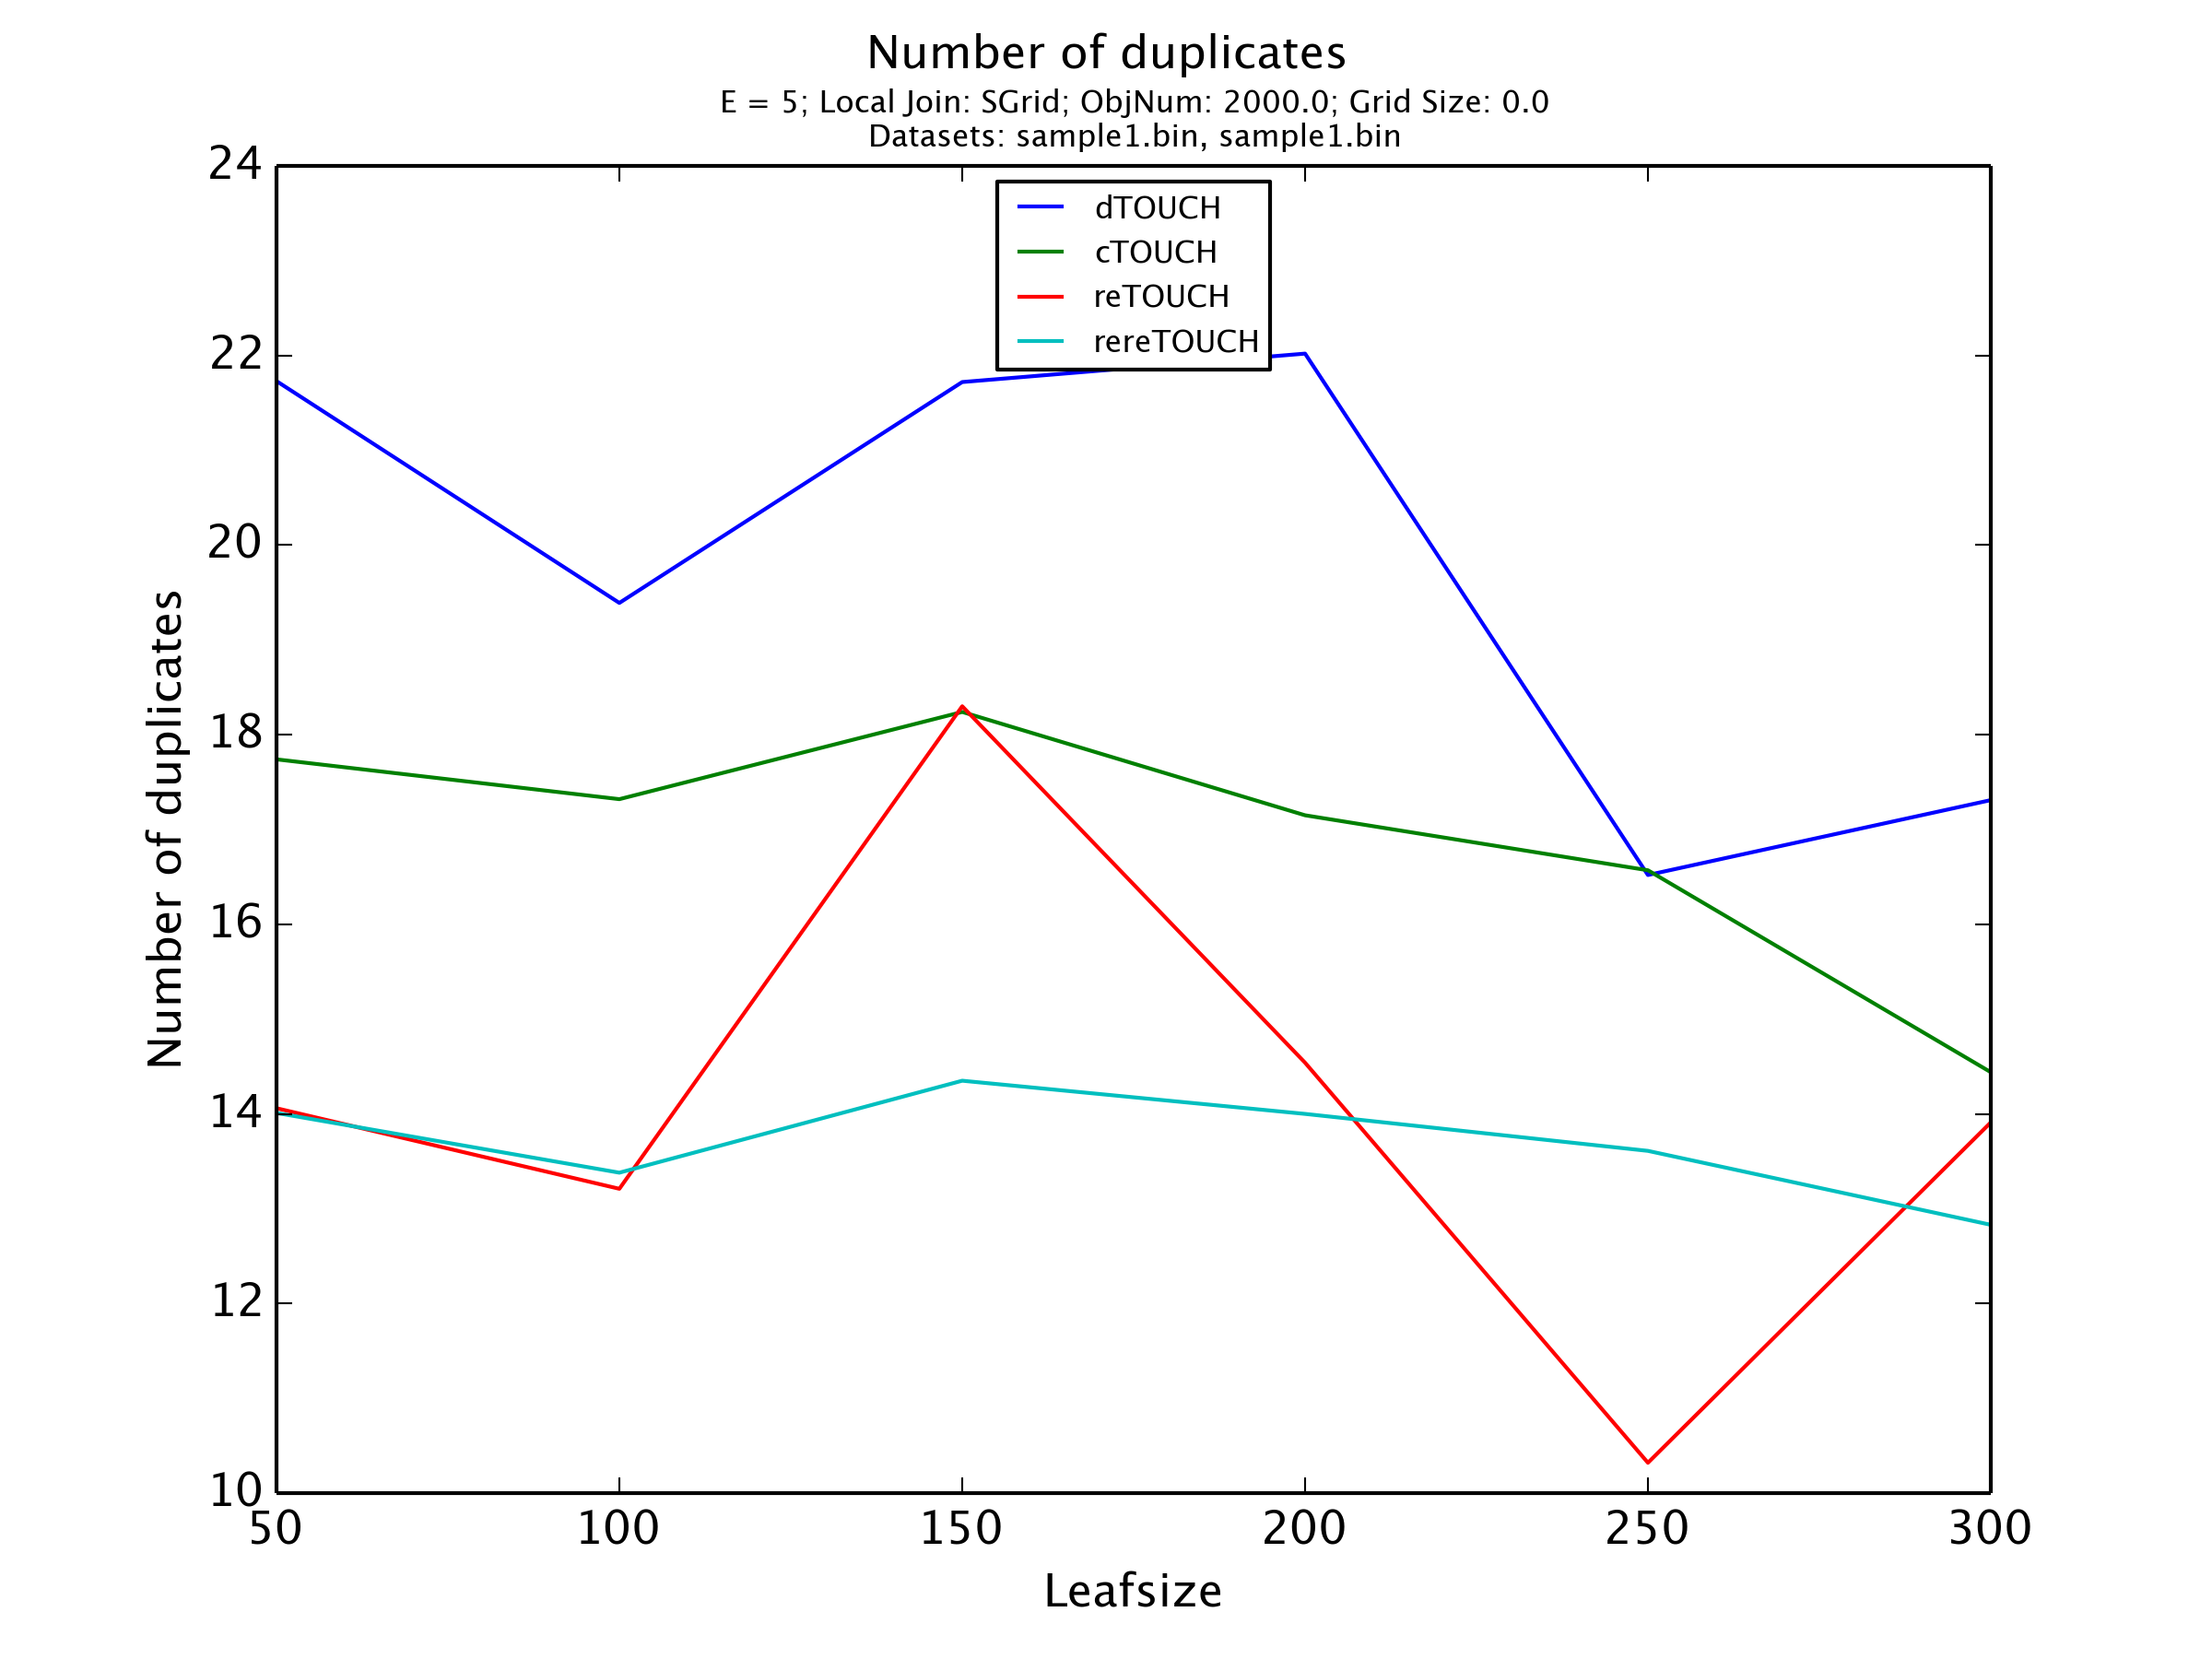 Number of duplicates
E = 5; Local Join: SGrid; ObjNum: 2000.0; Grid Size: 0.0
Datasets: sample1.bin, sample1.bin
dTOUCH
cTOUCH
reTOUCH
rereTOUCH
Number of duplicates
24
22
20
18
16
14
12
10
50 100 150 200 250 300
Leafsize